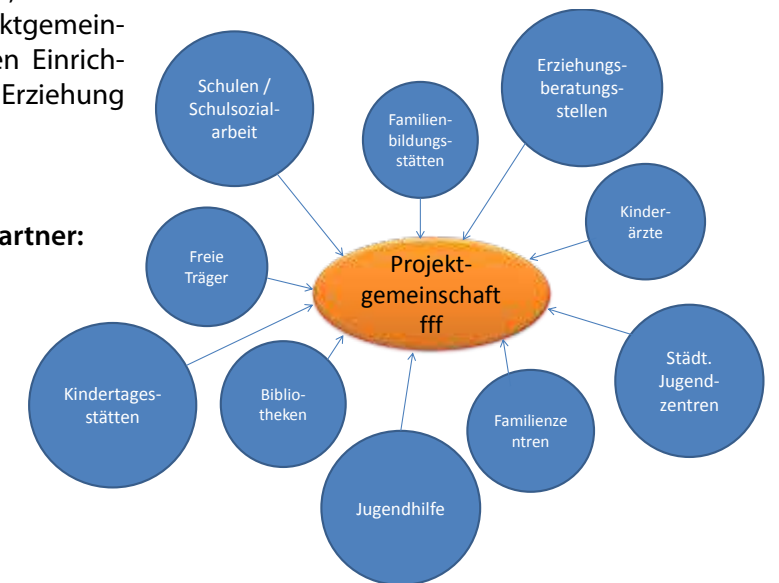 ktgemein-
en Einrich-
Erziehung
artner:
Schulen /
Schulsozial-
arbeit
Familien
bildungs-
stätten
Erziehungs-
beratungs-
stellen
Kinder-
ärzte
Freie
Träger
Projekt-
gemeinschaft
fff
Städt.
Jugend-
zentren
Kindertages-
stätten
Biblio-
theken
Familienze
ntren
Jugendhilfe